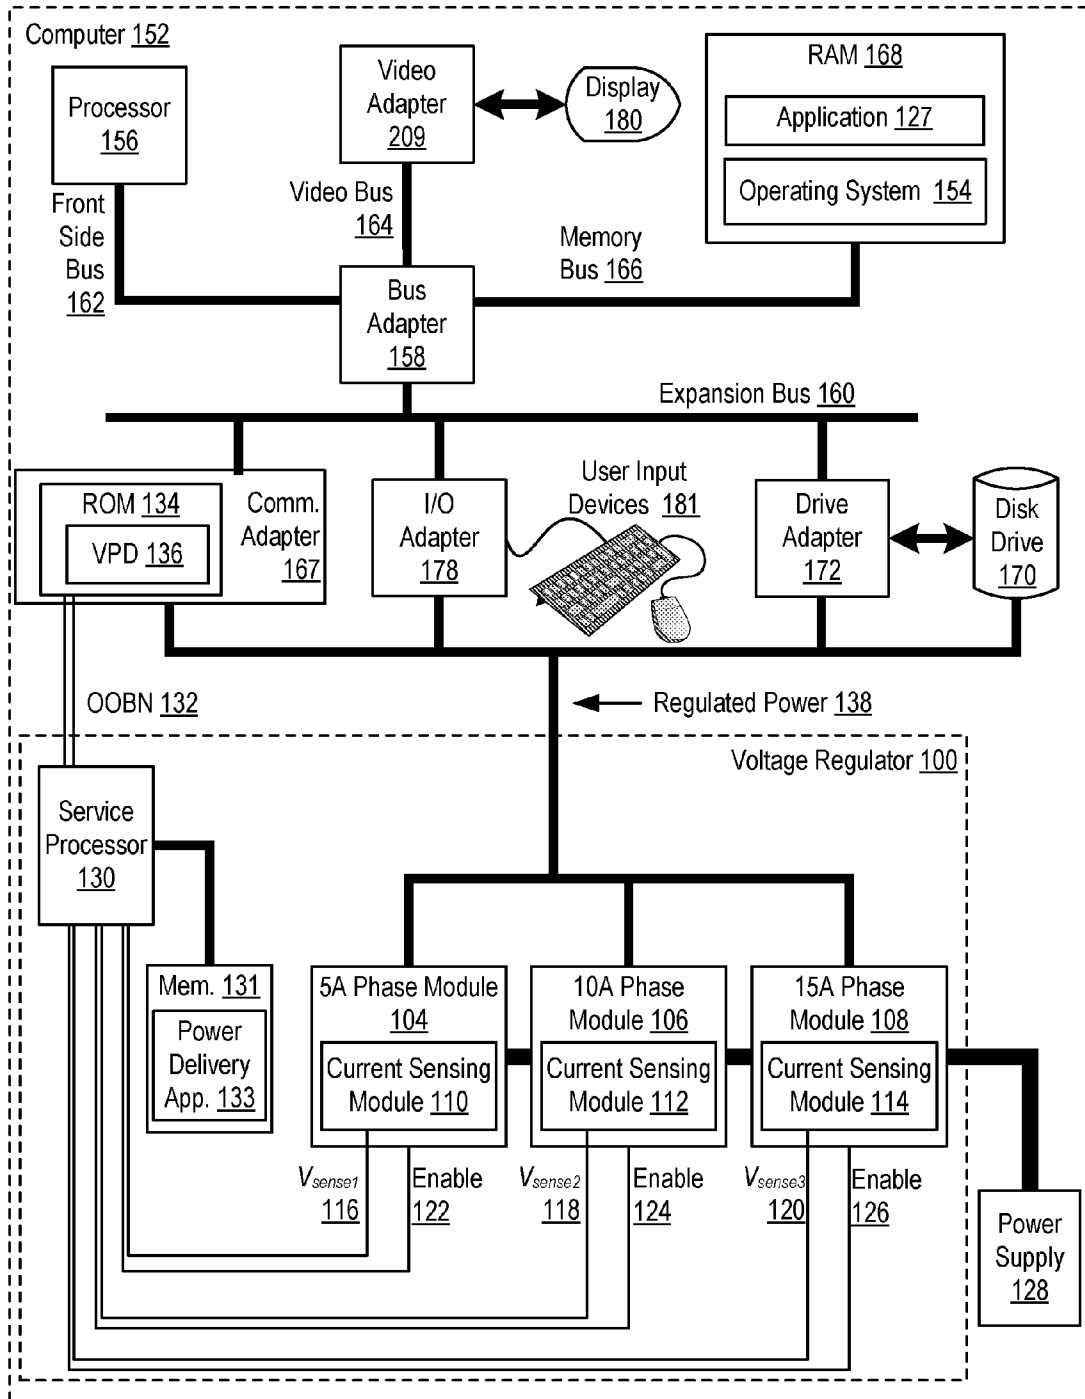 Computer 152
Processor
156
Video
Adapter
209
Display
180
RAM 168
Application 127
Operating System 154
Front
Side
Bus
162
Video Bus
164
Memory
Bus 166
Bus
Adapter
158
Expansion Bus 160
ROM 134
VPD 136
Comm.
Adapter
167
I/O
Adapter
178
User Input
Devices 181
Drive
Adapter
172
Disk
Drive
170
OOBN 132
Regulated Power 138
Voltage Regulator 100
Service
Processor
130
Mem. 131
Power
Delivery
App. 133
5A Phase Module
104
Current Sensing
Module 110
10A Phase
Module 106
Current Sensing
Module 112
15A Phase
Module 108
Current Sensing
Module 114
Vsense1
116
Enable
122
Vsense2
118
Enable
124
Vsense3
120
Enable
126
Power
Supply
128